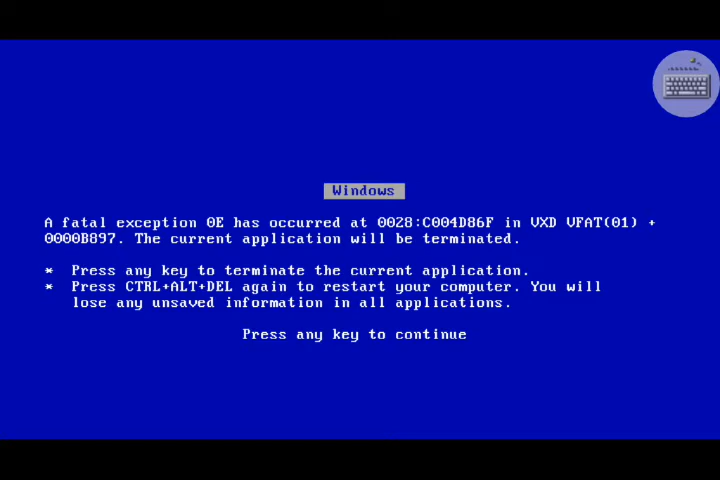 Windows
A fatal exception 0E has occurred at 0028:C004D86F in VXD VFAT(01) +
0000B897. The current application will be terminated.
* Press any key to terminate the current application.
* Press CTRL+ALT+DEL again to restart your computer. You will
lose any unsaved information in all applications.
Press any key to continue